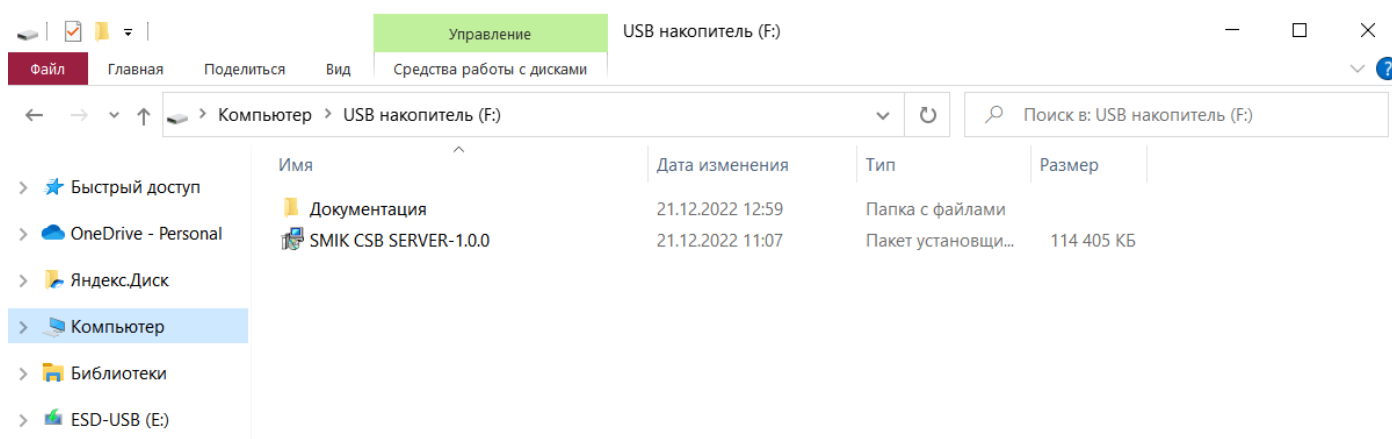 Управление
USB накопитель (F:)
Файл
Главная
Поделиться
Вид
Средства работы с дисками
?
Компьютер
USB накопитель (F:)
Поиск в: USB накопитель (F:)
Имя
Дата изменения
Тип
Размер
Быстрый доступ
OneDrive - Personal
Яндекс.Диск
Компьютер
Библиотеки
ESD-USB (E:)
Документация 21.12.2022 12:59 Папка с файлами
SMIK CSB SERVER-1.0.0 21.12.2022 11:07 Пакет установщи... 114 405 КБ